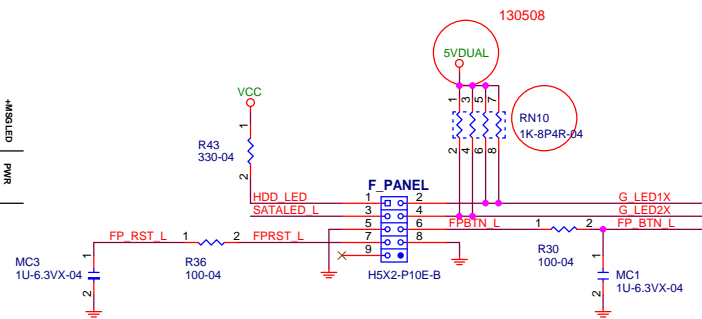 130508
5VDUAL
1 3 5 7
RN10
1K-8P4R-04
2 4 6 8
VCC
1
R43
330-04
2
+MSGLED
PWR
F_PANEL
HDD_LED 1 2 G_LED1X
SATALED_L 3 4 G_LED2X
5 6 FPBTN_L 1 2 FP_BTN_L
FP_RST_L 1 2 FPRST_L 7 8
9
R36
100-04
H5X2-P10E-B
R30
100-04
1
MC3
1U-6.3VX-04
2
1
MC1
1U-6.3VX-04
2